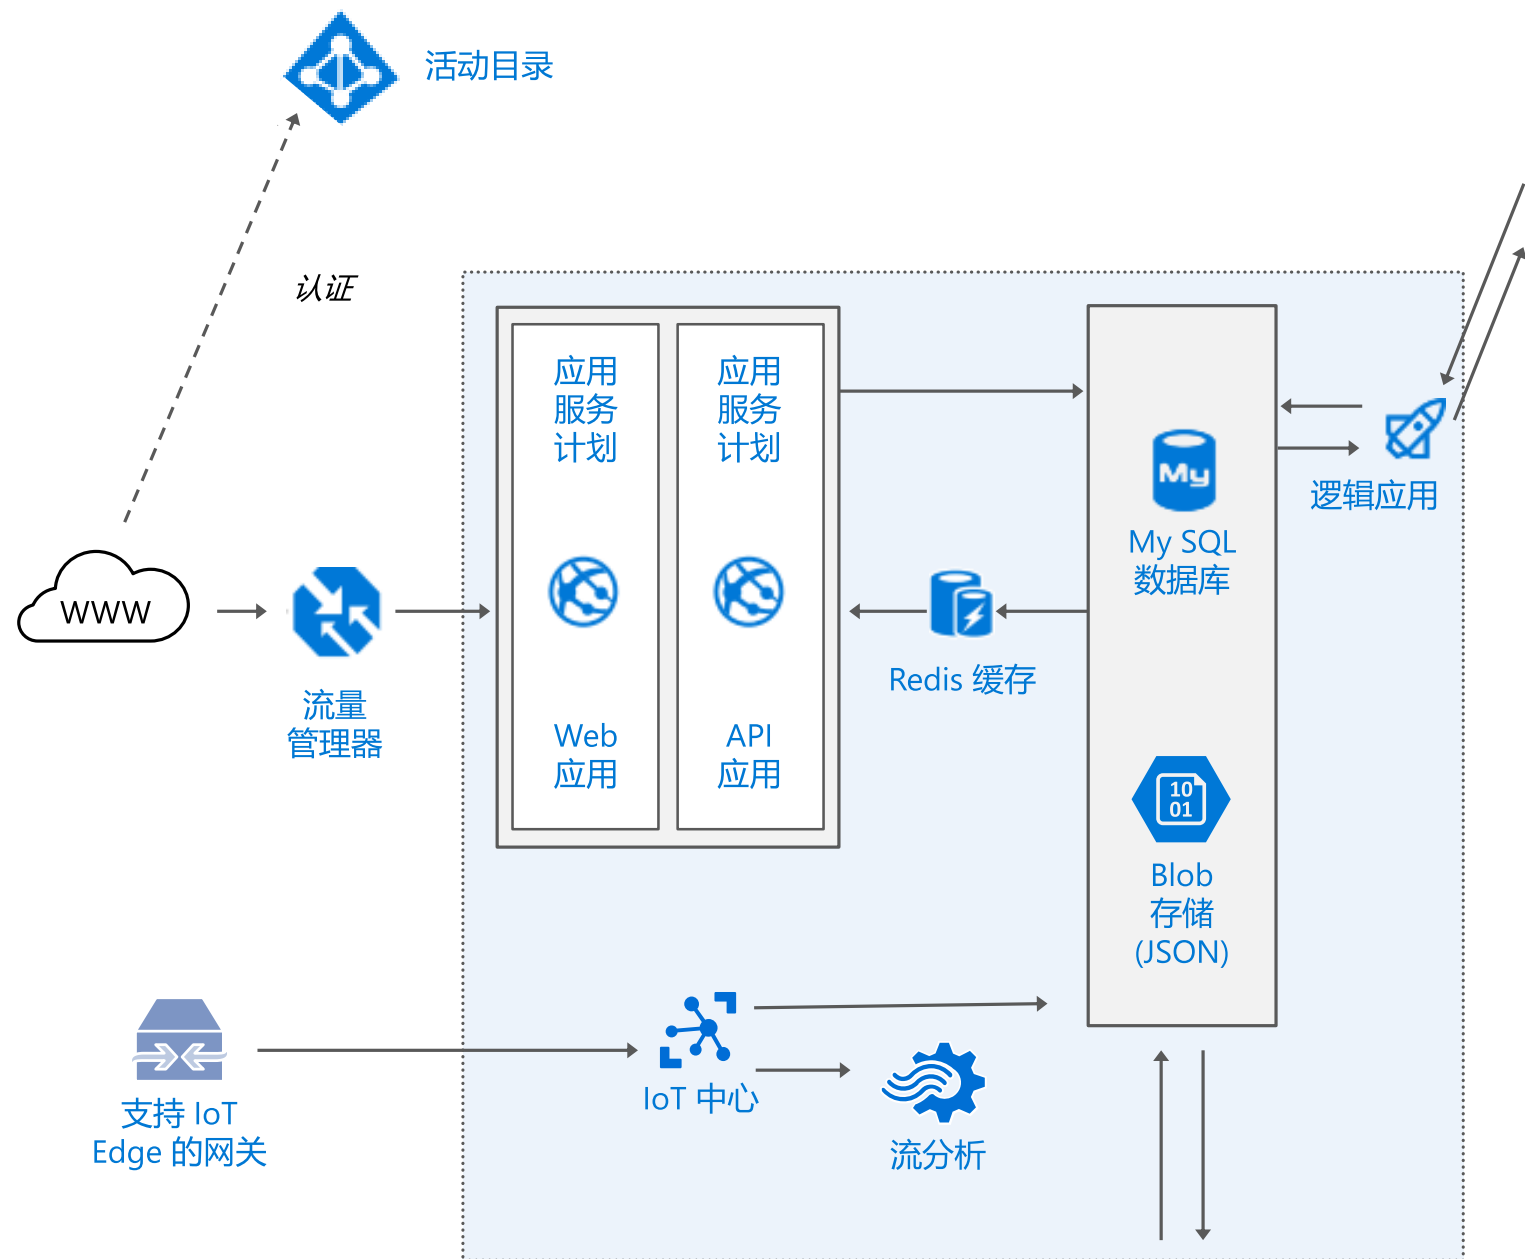 活动目录
认证
应用
服务
计划
应用
服务
计划
My
My SQL
数据库
逻辑应用
WWW
流量
管理器
Redis 缓存
Web
应用
API
应用
10
01
Blob
存储
(JSON)
支持 IoT
Edge 的网关
IoT 中心
流分析